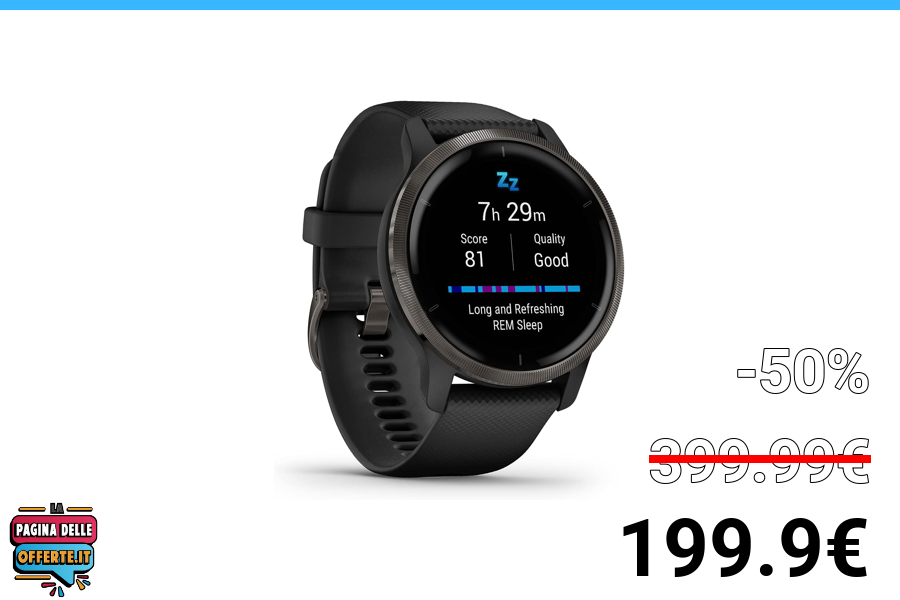 Zz
7h 29m
Score
81
Quality
Good
Long and Refreshing
REM Sleep
-50%
399.99€
199.9€
LA
PAGINA DELLE
OFFERTE.IT